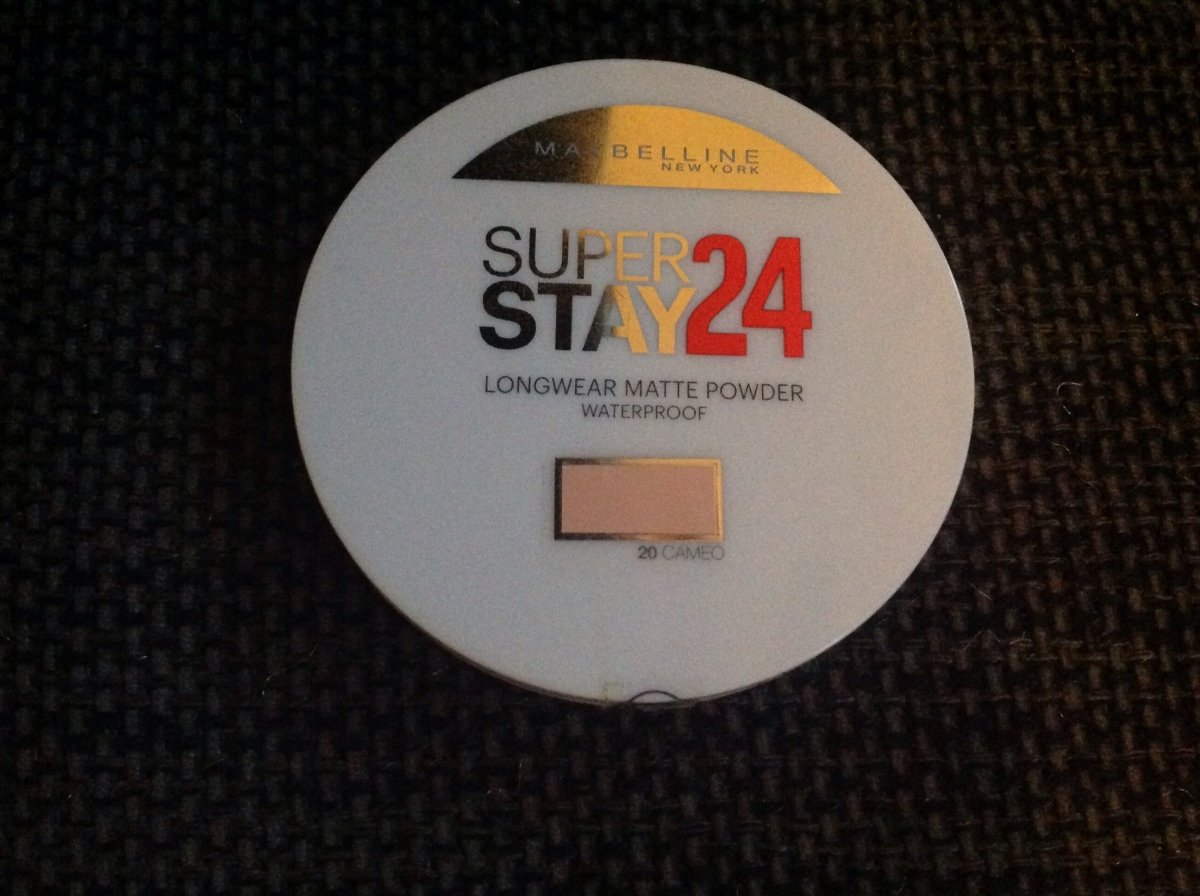 MAYBELLINE
NEW YORK
SUPER
STAY24
LONGWEAR MATTE POWDER
WATERPROOF
20 CAMEO